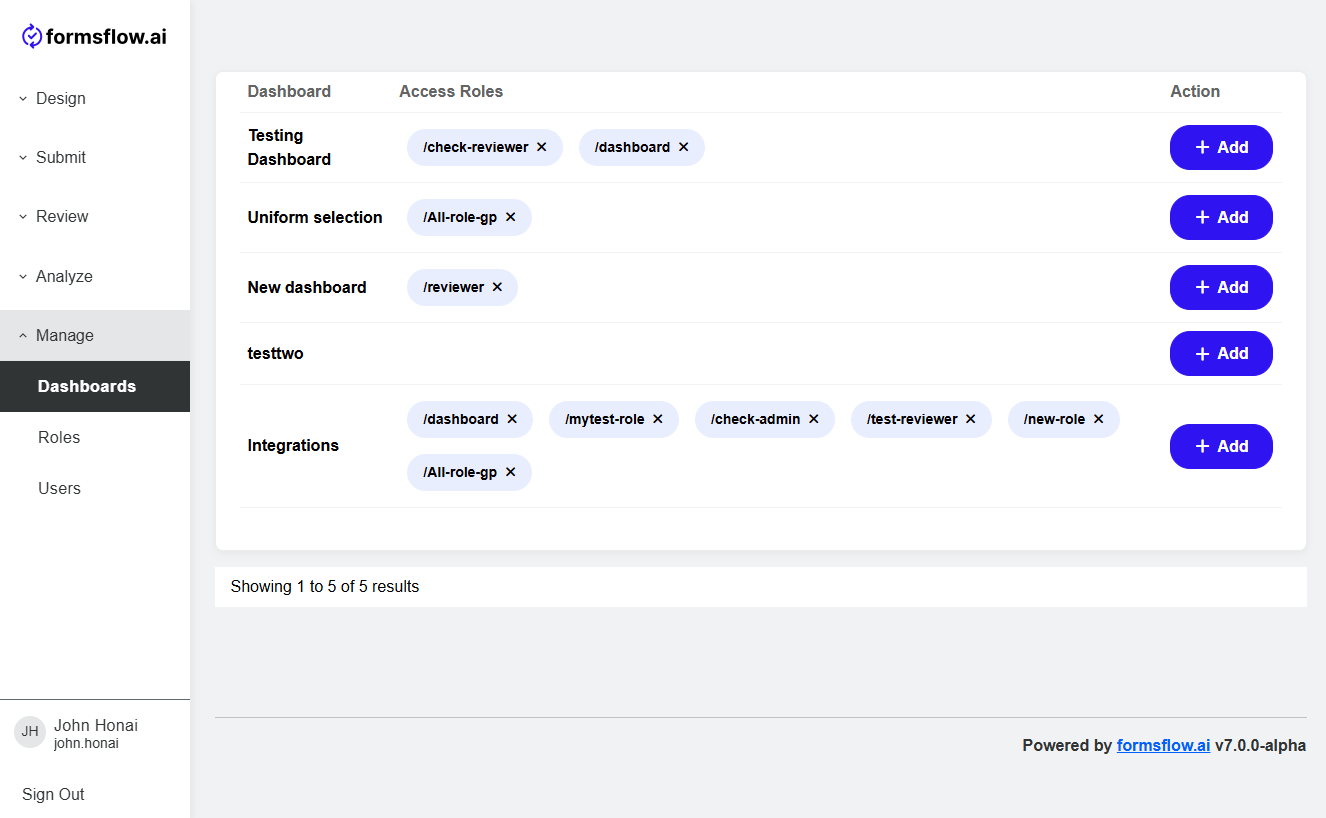 formsflow.ai
Design
Submit
Review
Analyze
Manage
Dashboards
Roles
Users
JH
John Honai
john.honai
Sign Out
Dashboard Access Roles Action
Testing
Dashboard
/check-reviewer ✕ /dashboard ✕ + Add
Uniform selection /All-role-gp ✕ + Add
New dashboard /reviewer ✕ + Add
testtwo + Add
Integrations
/dashboard ✕ /mytest-role ✕ /check-admin ✕ /test-reviewer ✕ /new-role ✕
/All-role-gp ✕
+ Add
Showing 1 to 5 of 5 results
Powered by formsflow.ai v7.0.0-alpha